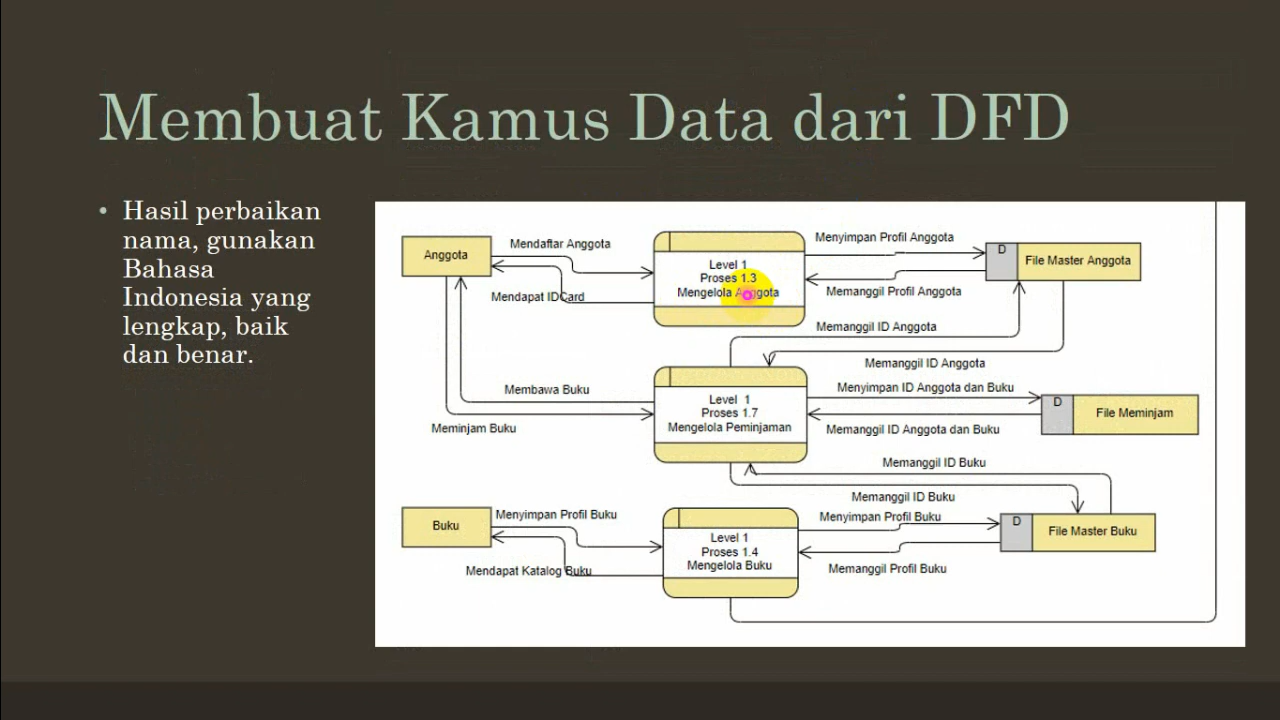 Membuat Kamus Data dari DFD
• Hasil perbaikan
nama, gunakan
Bahasa
Indonesia yang
lengkap, baik
dan benar.
Anggota
Mendaftar Anggota
Mendapat IDCard
Level 1
Proses 1.3
Mengelola Anggota
Menyimpan Profil Anggota
Memanggil Profil Anggota
D
File Master Anggota
Memanggil ID Anggota
Memanggil ID Anggota
Membawa Buku
Meminjam Buku
Level 1
Proses 1.7
Mengelola Peminjaman
Menyimpan ID Anggota dan Buku
Memanggil ID Anggota dan Buku
D
File Meminjam
Memanggil ID Buku
Memanggil ID Buku
Buku
Menyimpan Profil Buku
Mendapat Katalog Buku
Level 1
Proses 1.4
Mengelola Buku
Menyimpan Profil Buku
Memanggil Profil Buku
D
File Master Buku